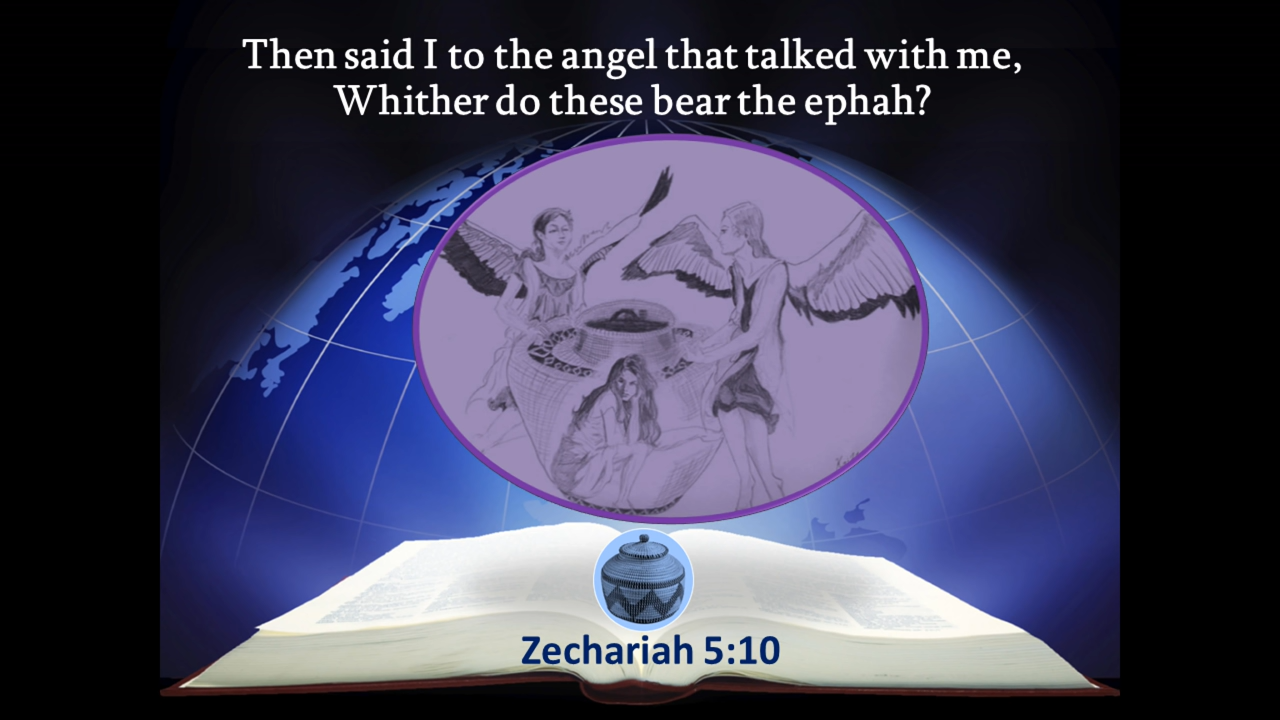 Then said I to the angel that talked with me,
Whither do these bear the ephah?
Zechariah 5:10